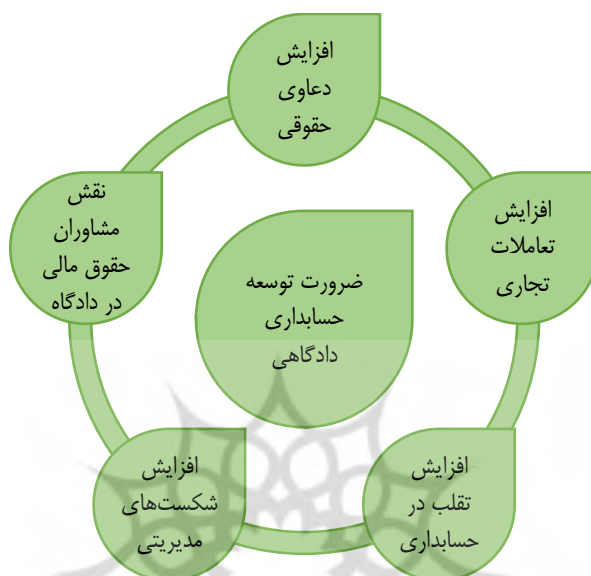 افزایش
دعاوی
حقوقی
افزایش
تعاملات
تجاری
افزایش
تقلب در
حسابداری
افزایش
شکست‌های
مدیریتی
نقش
مشاوران
حقوق مالی
در دادگاه
ضرورت توسعه
حسابداری
دادگاهی